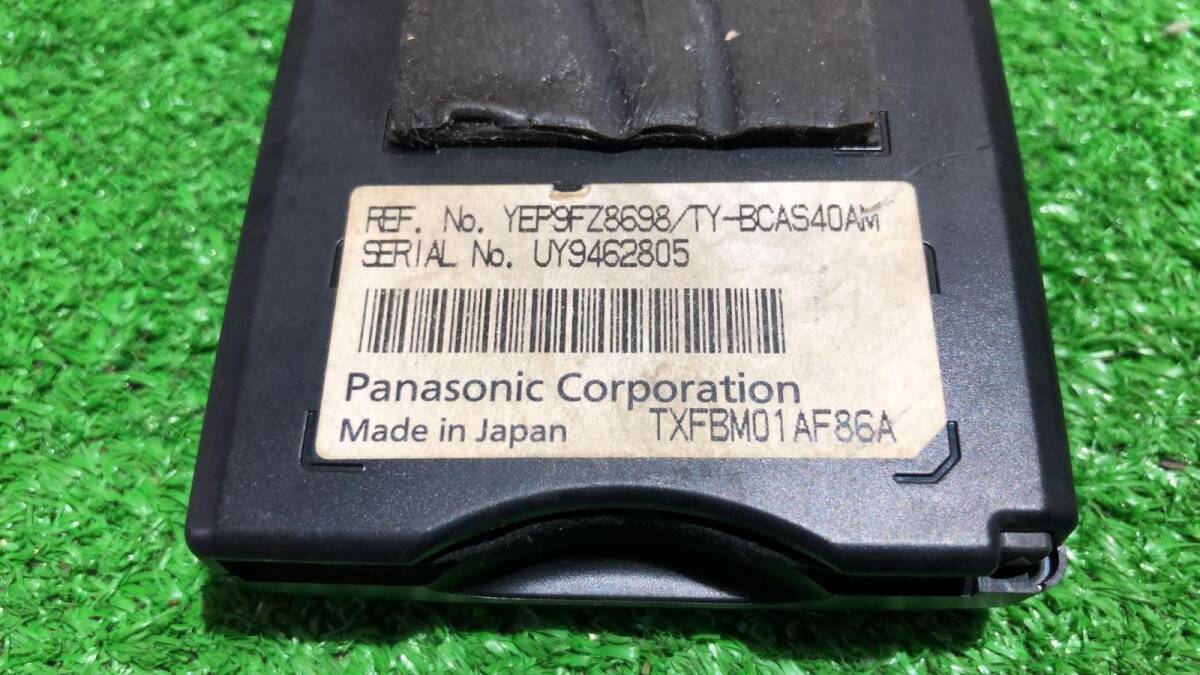 REF. No. YEP9FZ8698/TY-BCAS40AM
SERIAL No. UY9462805
Panasonic Corporation
Made in Japan TXFBM01AF86A